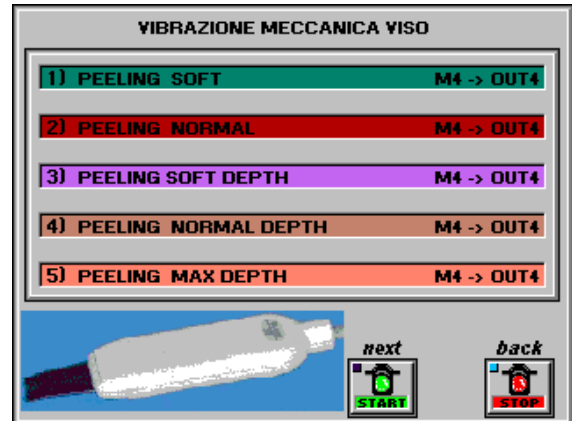 VIBRAZIONE MECCANICA VISO
1) PEELING SOFT M4 -> OUT4
2) PEELING NORMAL M4 -> OUT4
3) PEELING SOFT DEPTH M4 -> OUT4
4) PEELING NORMAL DEPTH M4 -> OUT4
5) PEELING MAX DEPTH M4 -> OUT4
next back
START STOP